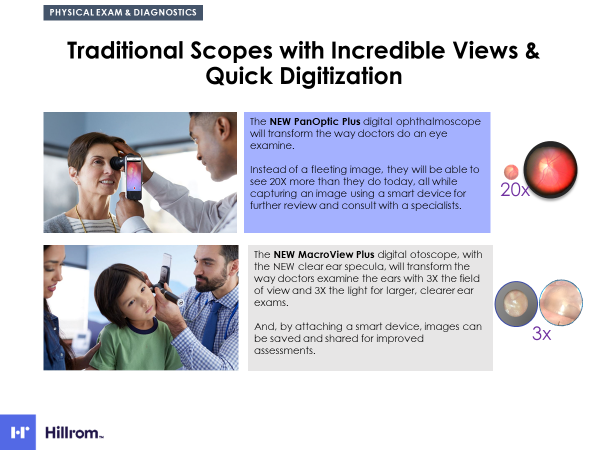 PHYSICAL EXAM & DIAGNOSTICS
Traditional Scopes with Incredible Views &
Quick Digitization
The NEW PanOptic Plus digital ophthalmoscope
will transform the way doctors do an eye
examine.
Instead of a fleeting image, they will be able to
see 20X more than they do today, all while
capturing an image using a smart device for
further review and consult with a specialists.
20x
The NEW MacroView Plus digital otoscope, with
the NEW clear ear specula, will transform the
way doctors examine the ears with 3X the field
of view and 3X the light for larger, clearer ear
exams.
And, by attaching a smart device, images can
be saved and shared for improved
assessments.
3x
Hillrom™